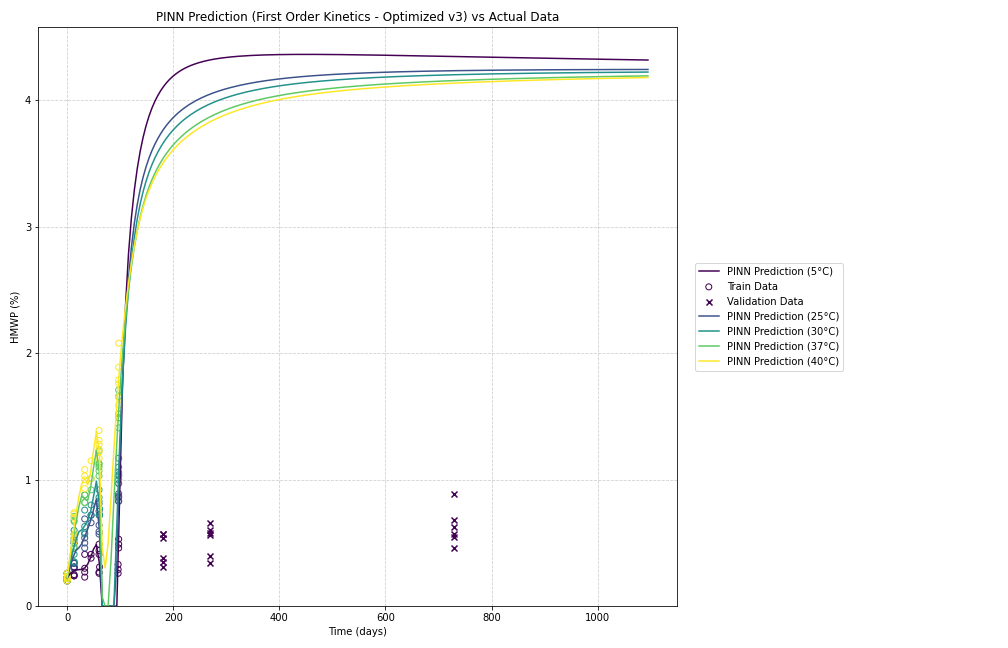 PINN Prediction (First Order Kinetics - Optimized v3) vs Actual Data
HMWP (%)
4
3
2
1
0
0
200
400
600
800
1000
Time (days)
PINN Prediction (5°C)
Train Data
Validation Data
PINN Prediction (25°C)
PINN Prediction (30°C)
PINN Prediction (37°C)
PINN Prediction (40°C)